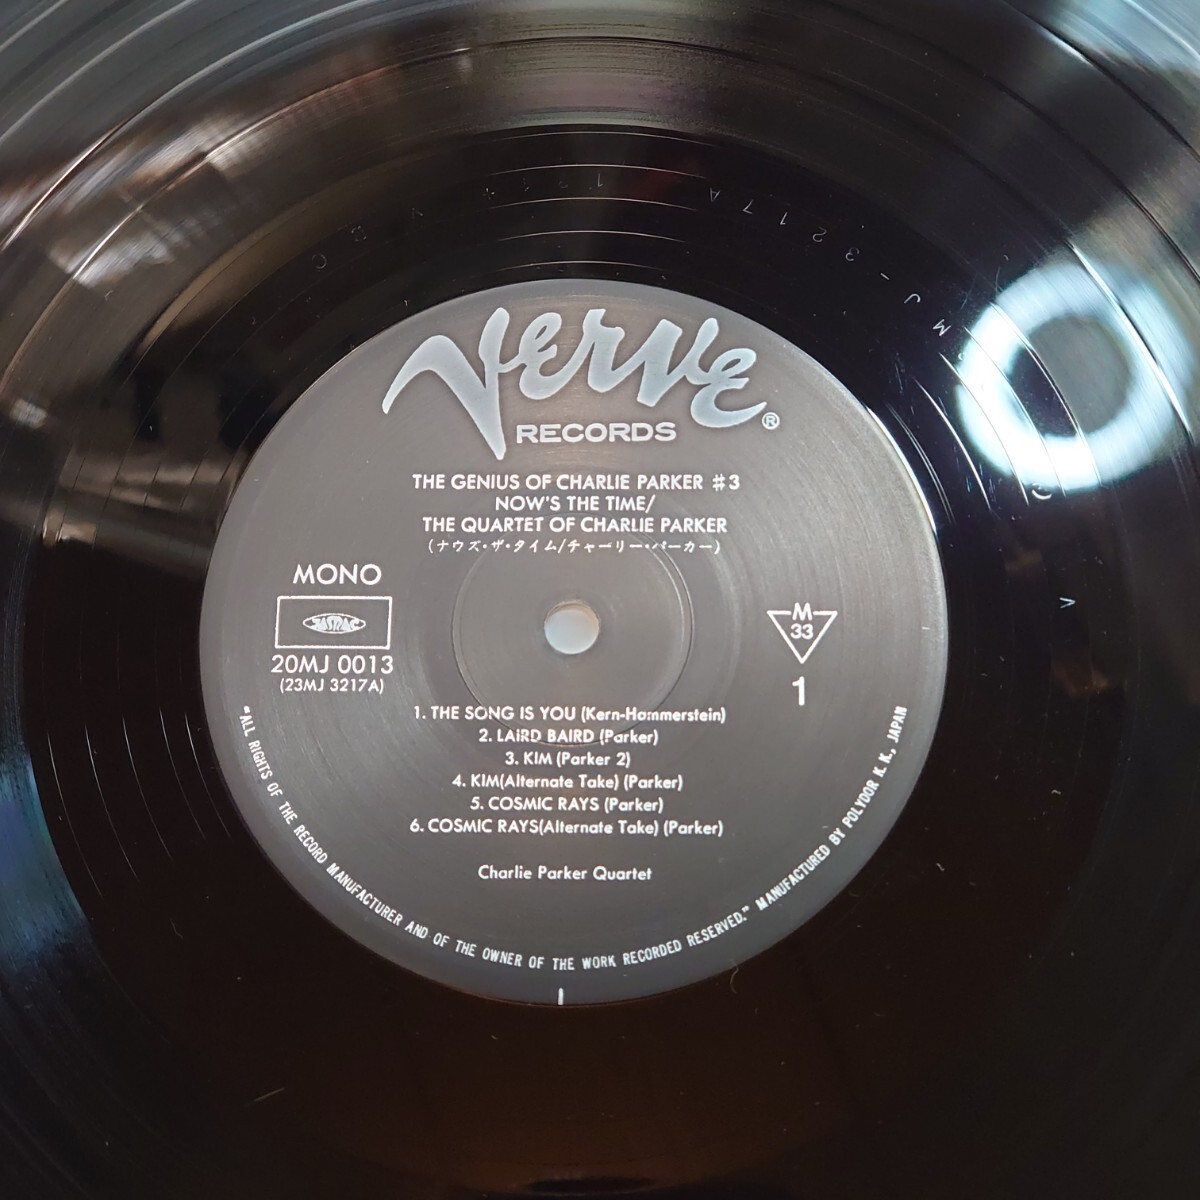 VERVE®
RECORDS
THE GENIUS OF CHARLIE PARKER #3
NOW'S THE TIME/
THE QUARTET OF CHARLIE PARKER
(ナウズ・ザ・タイム/チャーリー・パーカー)
MONO
JASRAC
20MJ 0013
(23MJ 3217A)
M
33
1
1. THE SONG IS YOU (Kern-Hammerstein)
2. LAIRD BAIRD (Parker)
3. KIM (Parker 2)
4. KIM(Alternate Take) (Parker)
5. COSMIC RAYS (Parker)
6. COSMIC RAYS(Alternate Take) (Parker)
Charlie Parker Quartet
"ALL RIGHTS OF THE RECORD MANUFACTURER AND OF THE OWNER OF THE WORK RECORDED RESERVED." MANUFACTURED BY POLYDOR K. K., JAPAN
MJ-3217A